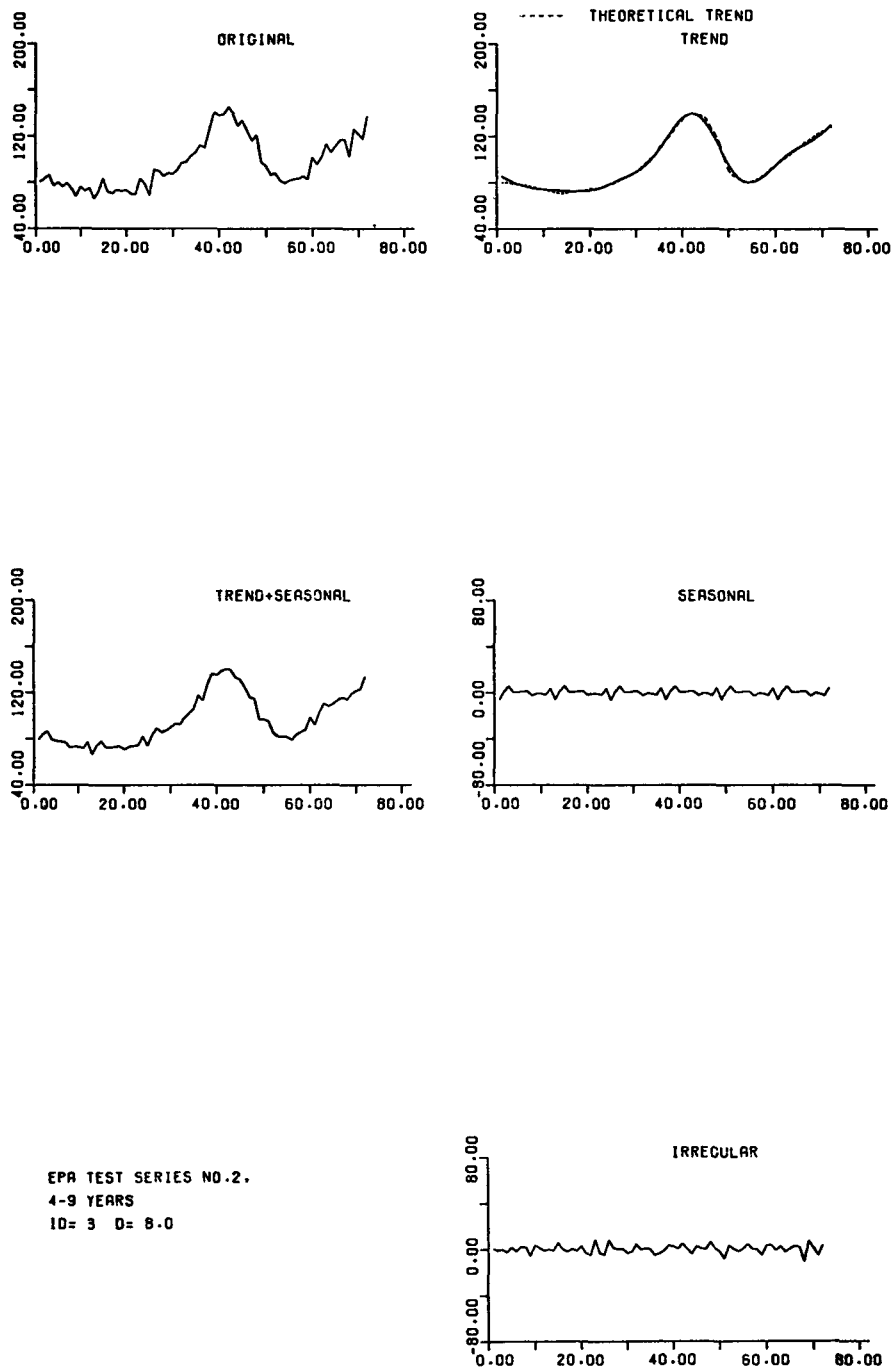 ----- THEORETICAL TREND
ORIGINAL
TREND
200.00
120.00
40.00
0.00 20.00 40.00 60.00 80.00
200.00
120.00
40.00
0.00 20.00 40.00 60.00 80.00
TREND+SEASONAL
SEASONAL
200.00
120.00
40.00
0.00 20.00 40.00 60.00 80.00
80.00
0.00
-80.00
0.00 20.00 40.00 60.00 80.00
IRREGULAR
80.00
0.00
-80.00
0.00 20.00 40.00 60.00 80.00
EPA TEST SERIES NO.2.
4-9 YEARS
ID= 3 D= 8.0